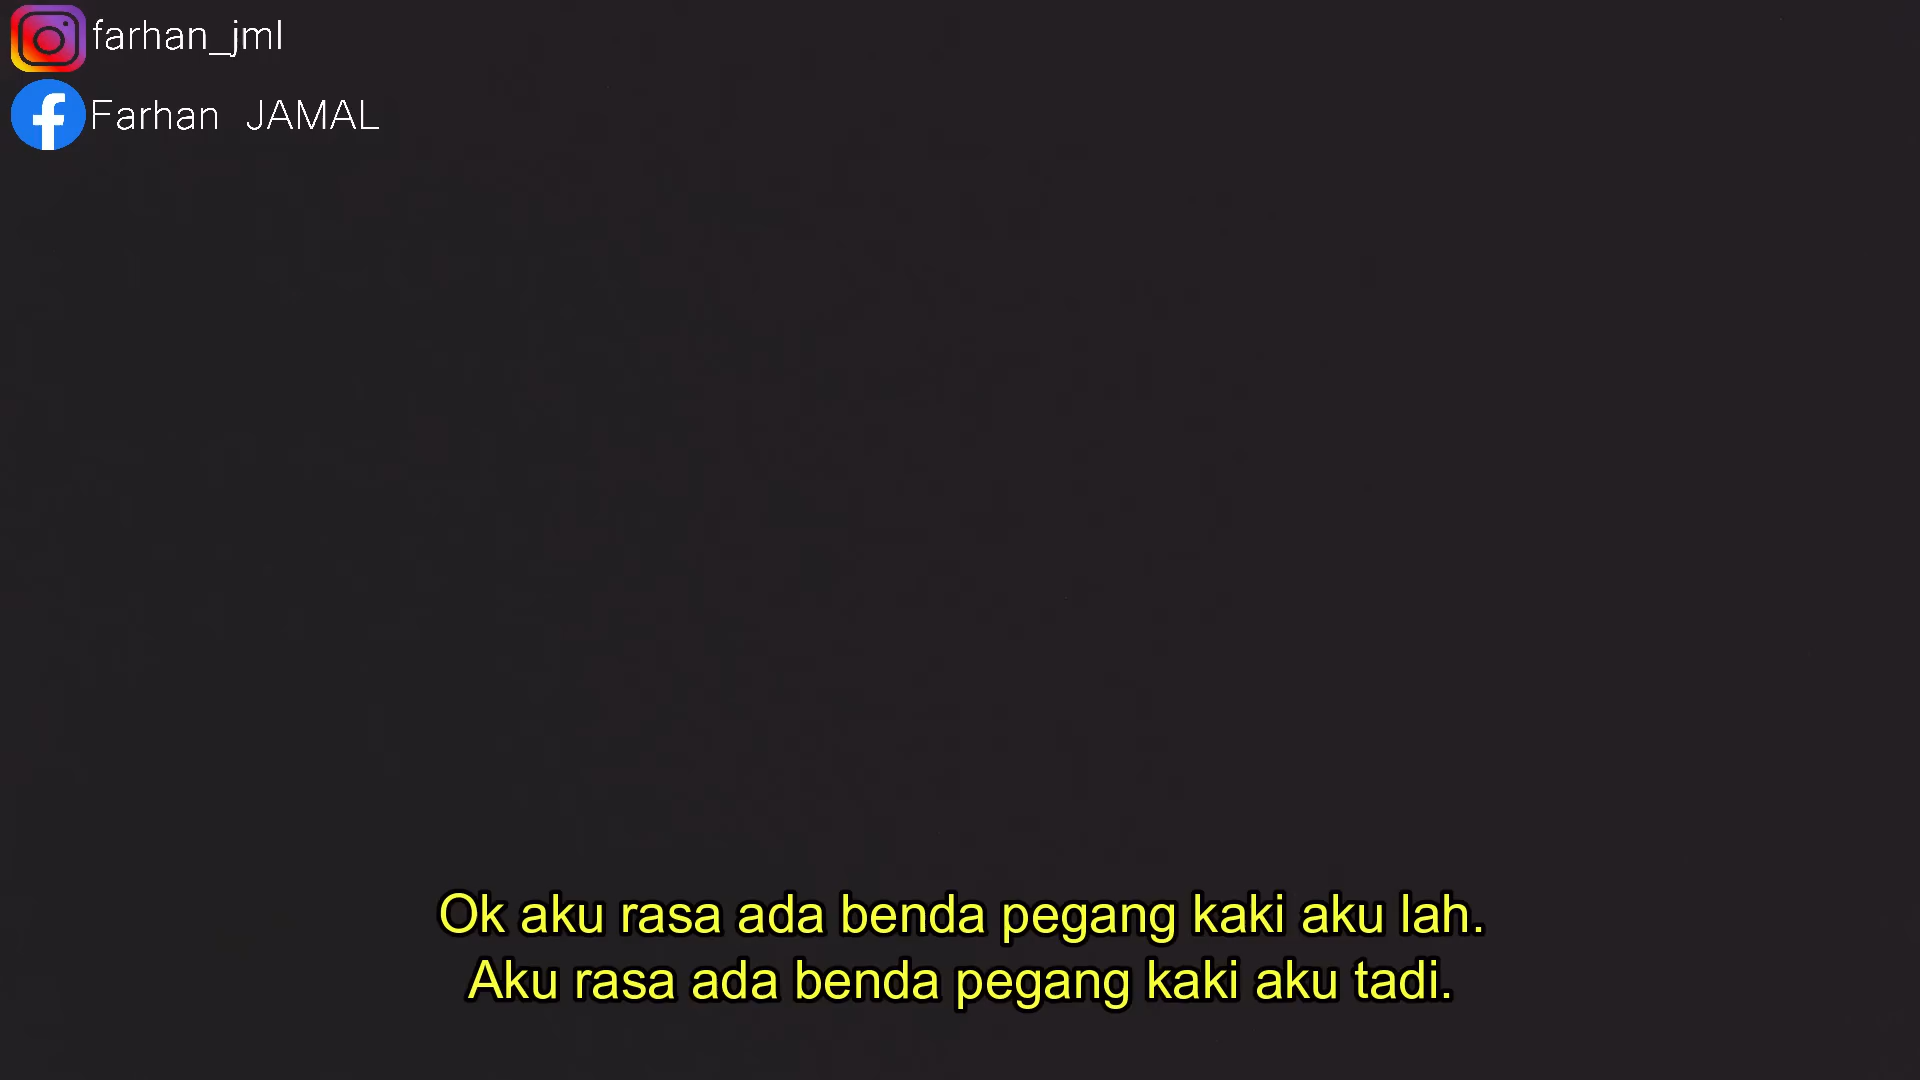 farhan_jml
Farhan JAMAL
Ok aku rasa ada benda pegang kaki aku lah.
Aku rasa ada benda pegang kaki aku tadi.